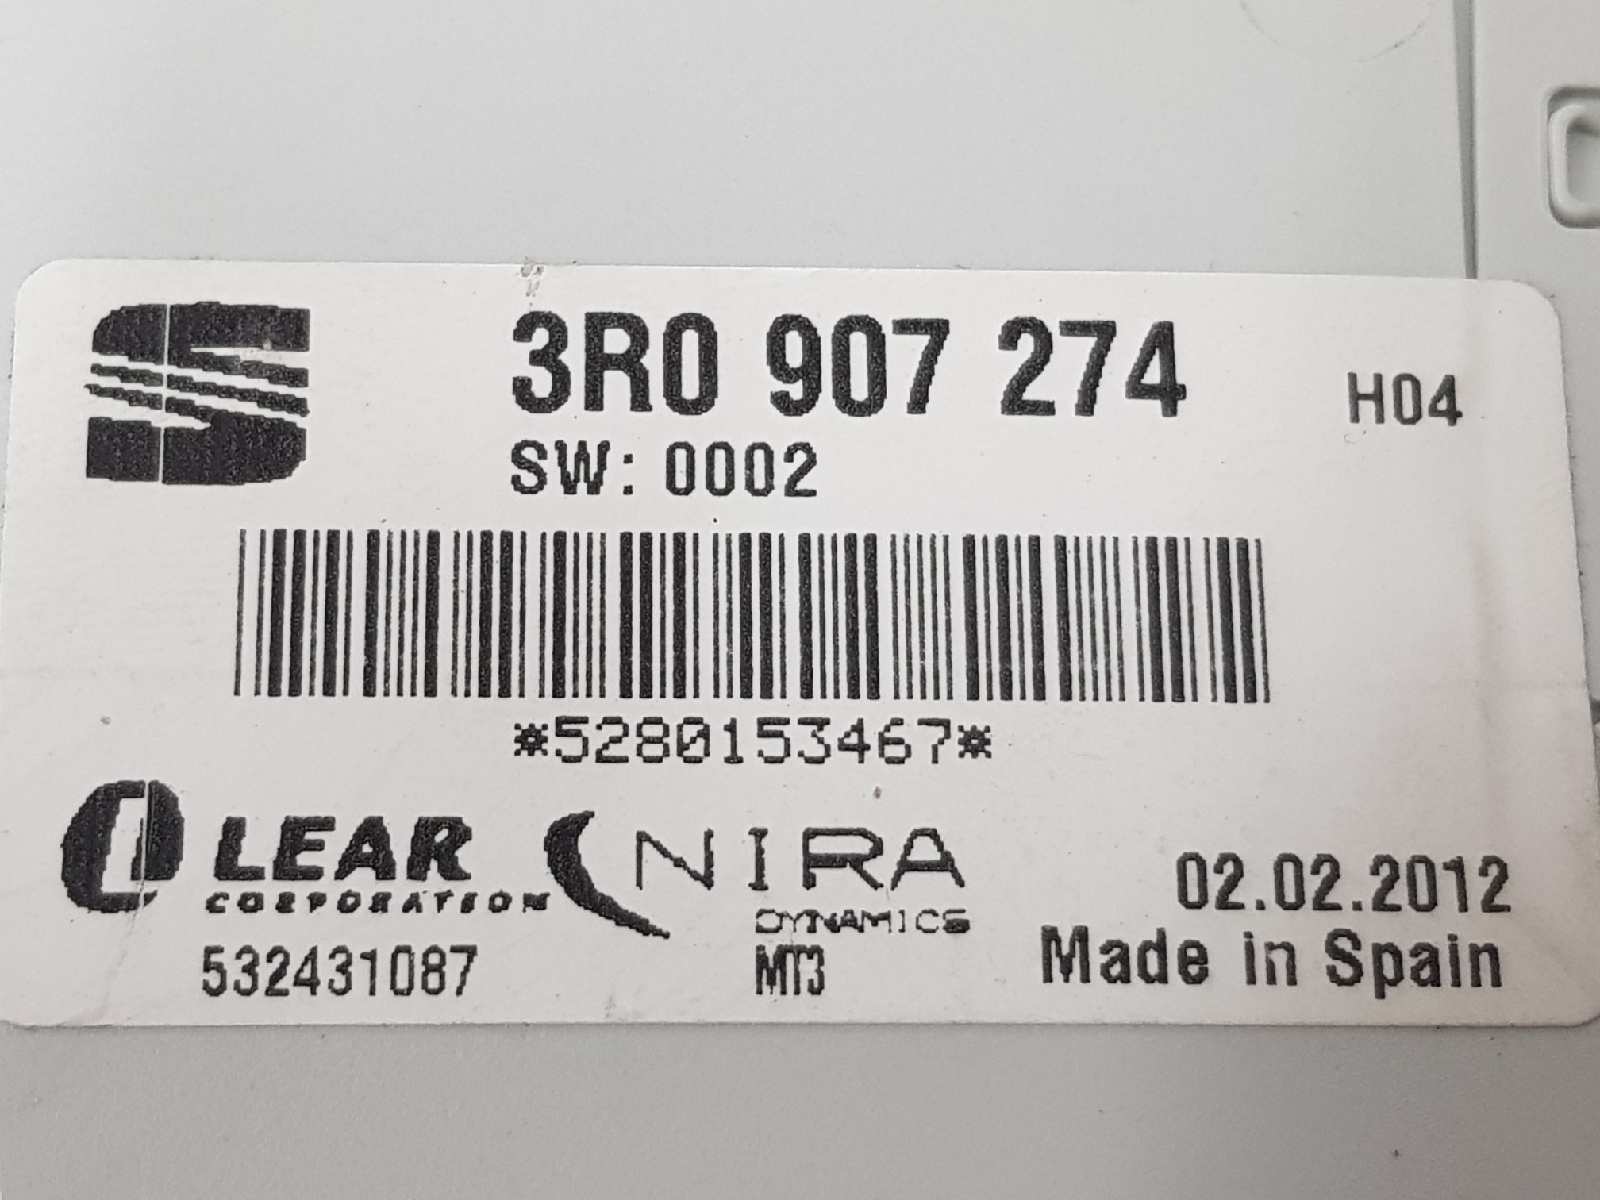 3R0 907 274 H04
SW: 0002
*5280153467*
LEAR
CORPORATION
NIRA
DYNAMICS
02.02.2012
532431087 MT3 Made in Spain